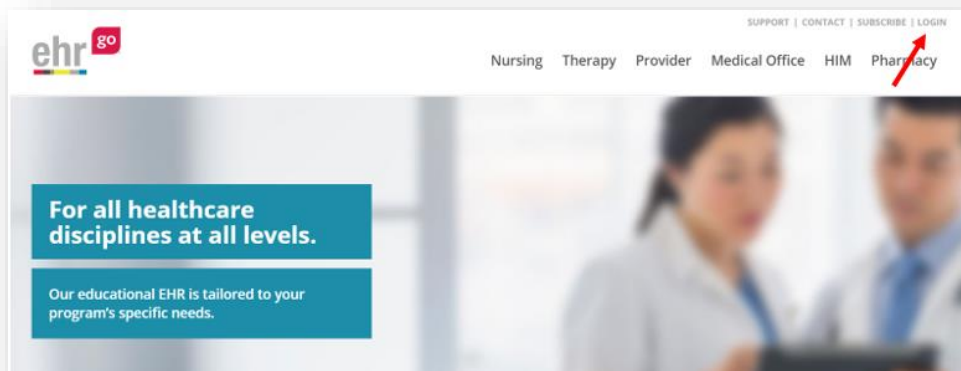 SUPPORT | CONTACT | SUBSCRIBE | LOGIN
ehr go
Nursing Therapy Provider Medical Office HIM Pharmacy
For all healthcare
disciplines at all levels.
Our educational EHR is tailored to your
program's specific needs.